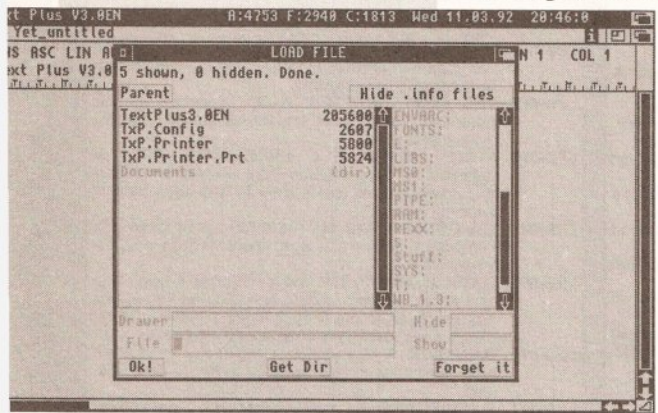 xt Plus V3.0EN A:4753 F:2940 C:1813 Wed 11.03.92 20:46:0
Yet_untitled
NS ASC LIN A LOAD FILE N 1 COL 1
ext Plus V3.0 5 shown, 0 hidden. Done.
Parent Hide .info files
TextPlus3.0EN 205600 ENVARC:
TxP.Config 2607 FONTS:
TxP.Printer 5800 E:
TxP.Printer.Prt 5824 LIBS:
Documents (dir) MS0:
MS1:
PIPE:
RAM:
REXX:
S:
Stuff:
SYS:
T:
WB_1.3:
Drawer Hide
File Show
Ok! Get Dir Forget it